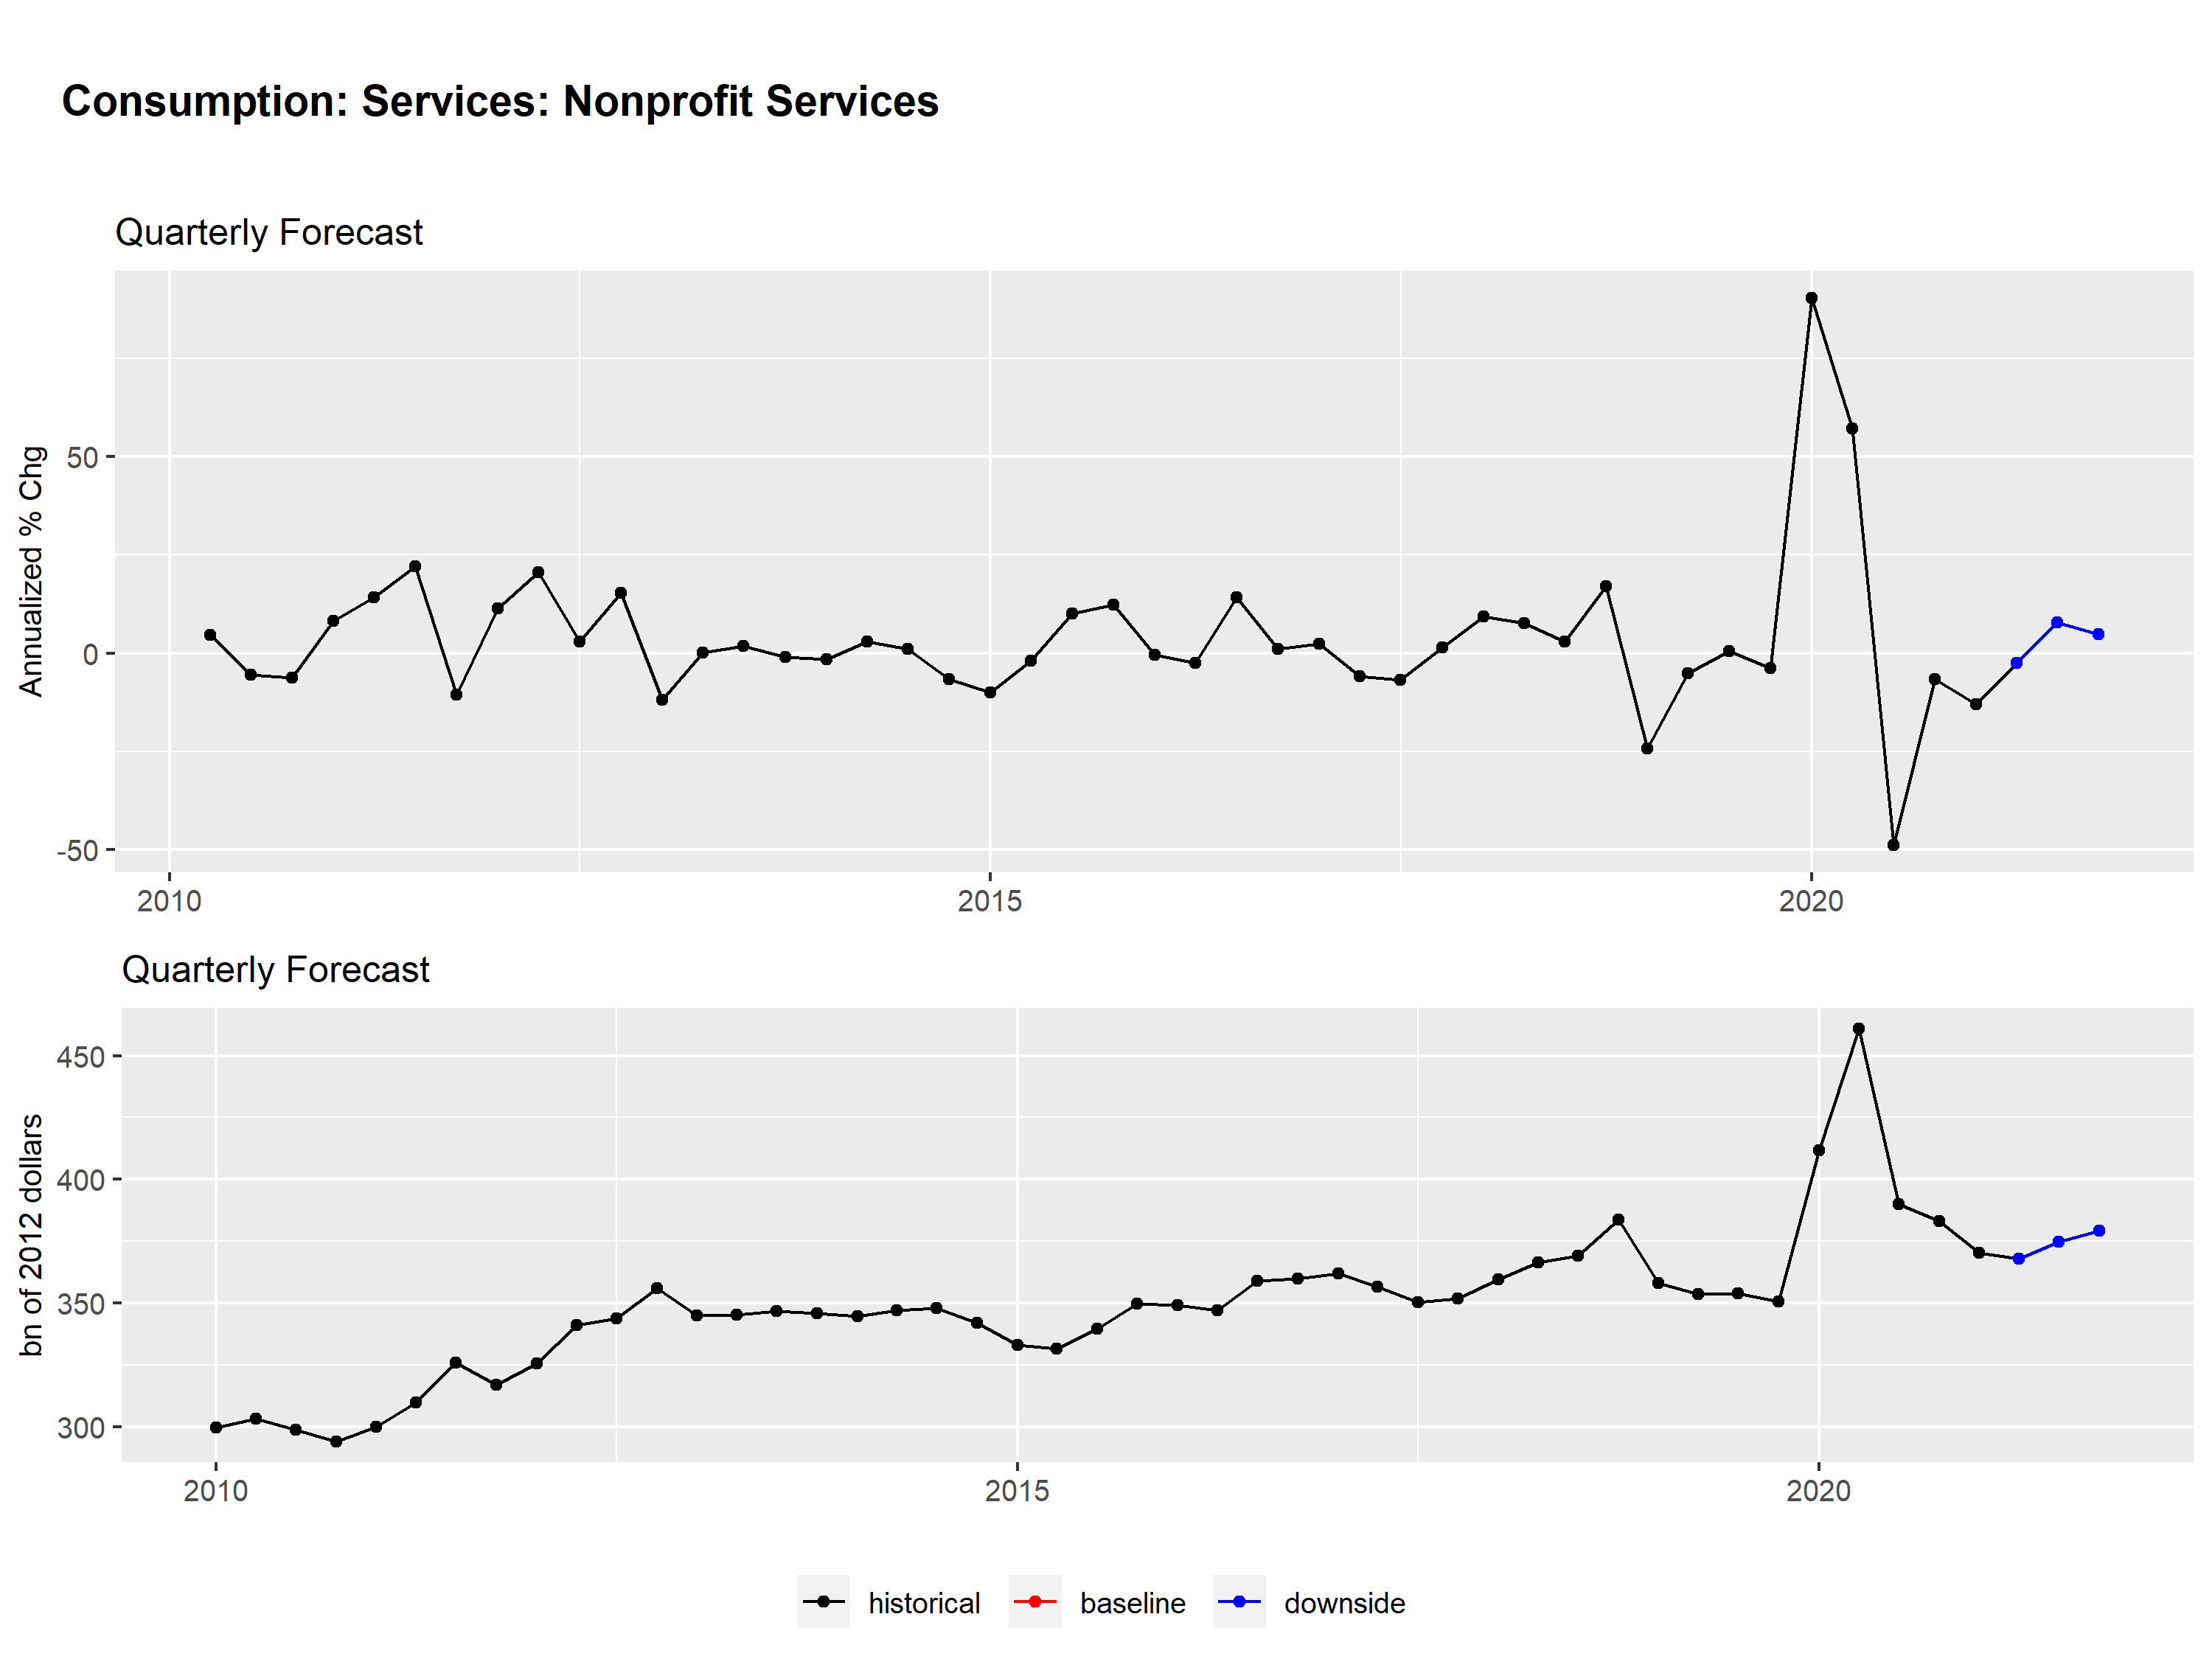 Consumption: Services: Nonprofit Services
Quarterly Forecast
Annualized % Chg
50
0
-50
2010 2015 2020
Quarterly Forecast
bn of 2012 dollars
450
400
350
300
2010 2015 2020
historical baseline downside